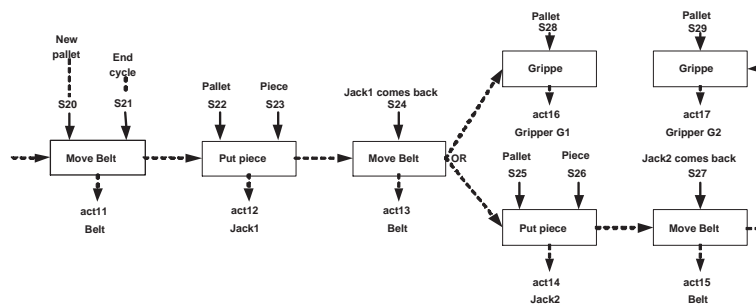 New
pallet
S20
End
cycle
S21
Move Belt
act11
Belt
Pallet
S22
Piece
S23
Put piece
act12
Jack1
Jack1 comes back
S24
Move Belt
act13
Belt
OR
Pallet
S28
Grippe
act16
Gripper G1
Pallet
S29
Grippe
act17
Gripper G2
Pallet
S25
Piece
S26
Put piece
act14
Jack2
Jack2 comes back
S27
Move Belt
act15
Belt